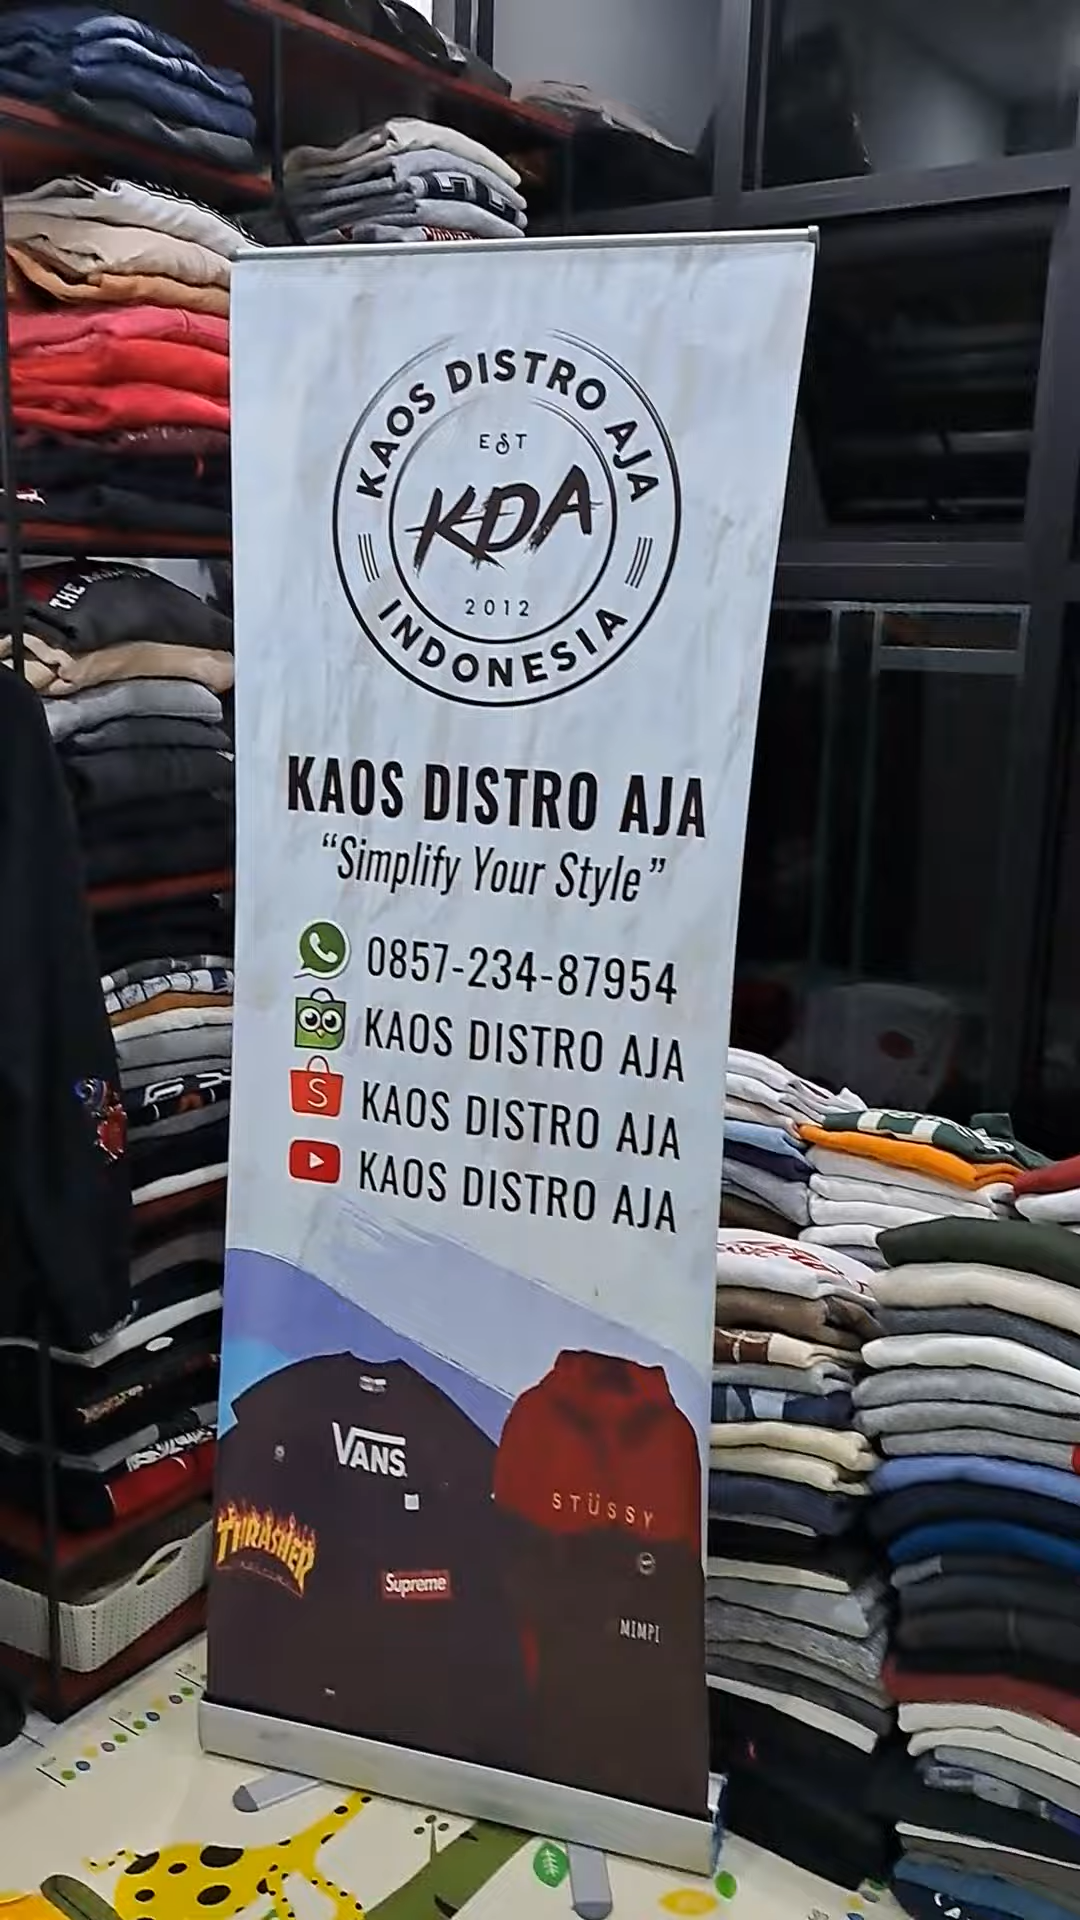 KAOS DISTRO AJA
EST
KDA
2012
INDONESIA
KAOS DISTRO AJA
“Simplify Your Style”
0857-234-87954
KAOS DISTRO AJA
S
KAOS DISTRO AJA
KAOS DISTRO AJA
VANS
STÜSSY
THRASHER
Supreme
MIMPI
THE